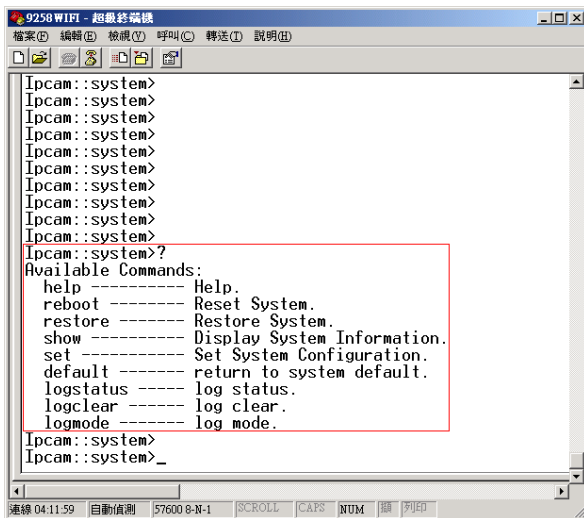 9258WIFI - 超級終端機
檔案(F) 編輯(E) 檢視(V) 呼叫(C) 轉送(T) 說明(H)
Ipcam::system>
Ipcam::system>
Ipcam::system>
Ipcam::system>
Ipcam::system>
Ipcam::system>
Ipcam::system>
Ipcam::system>
Ipcam::system>
Ipcam::system>
Ipcam::system>?
Available Commands:
help ---------- Help.
reboot -------- Reset System.
restore ------- Restore System.
show ---------- Display System Information.
set ----------- Set System Configuration.
default ------- return to system default.
logstatus ----- log status.
logclear ------ log clear.
logmode ------- log mode.
Ipcam::system>
Ipcam::system>_
連線 04:11:59 自動偵測 57600 8-N-1 SCROLL CAPS NUM 擷 列印